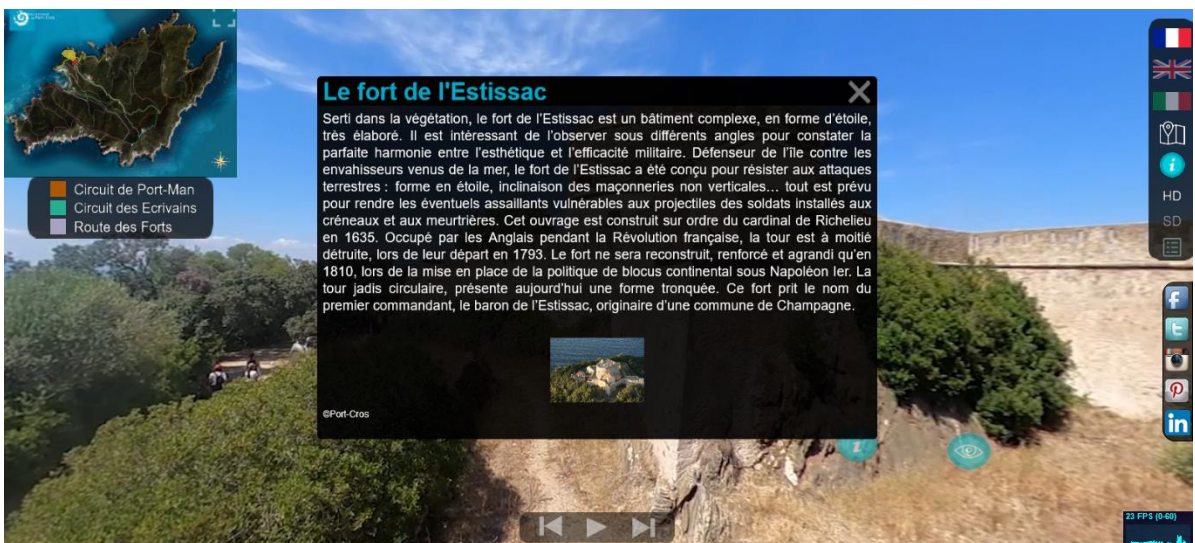 Le fort de l'Estissac
Serti dans la végétation, le fort de l'Estissac est un bâtiment complexe, en forme d'étoile,
très élaboré. Il est intéressant de l'observer sous différents angles pour constater la
parfaite harmonie entre l'esthétique et l'efficacité militaire. Défenseur de l'île contre les
envahisseurs venus de la mer, le fort de l'Estissac a été conçu pour résister aux attaques
terrestres : forme en étoile, inclinaison des maçonneries non verticales… tout est prévu
pour rendre les éventuels assaillants vulnérables aux projectiles des soldats installés aux
créneaux et aux meurtrières. Cet ouvrage est construit sur ordre du cardinal de Richelieu
en 1635. Occupé par les Anglais pendant la Révolution française, la tour est à moitié
détruite, lors de leur départ en 1793. Le fort ne sera reconstruit, renforcé et agrandi qu'en
1810, lors de la mise en place de la politique de blocus continental sous Napoléon Ier. La
tour jadis circulaire, présente aujourd'hui une forme tronquée. Ce fort prit le nom du
premier commandant, le baron de l'Estissac, originaire d'une commune de Champagne.
©Port-Cros
Circuit de Port-Man
Circuit des Ecrivains
Route des Forts
i
HD
SD
f
t
in
i
23 FPS (0-60)